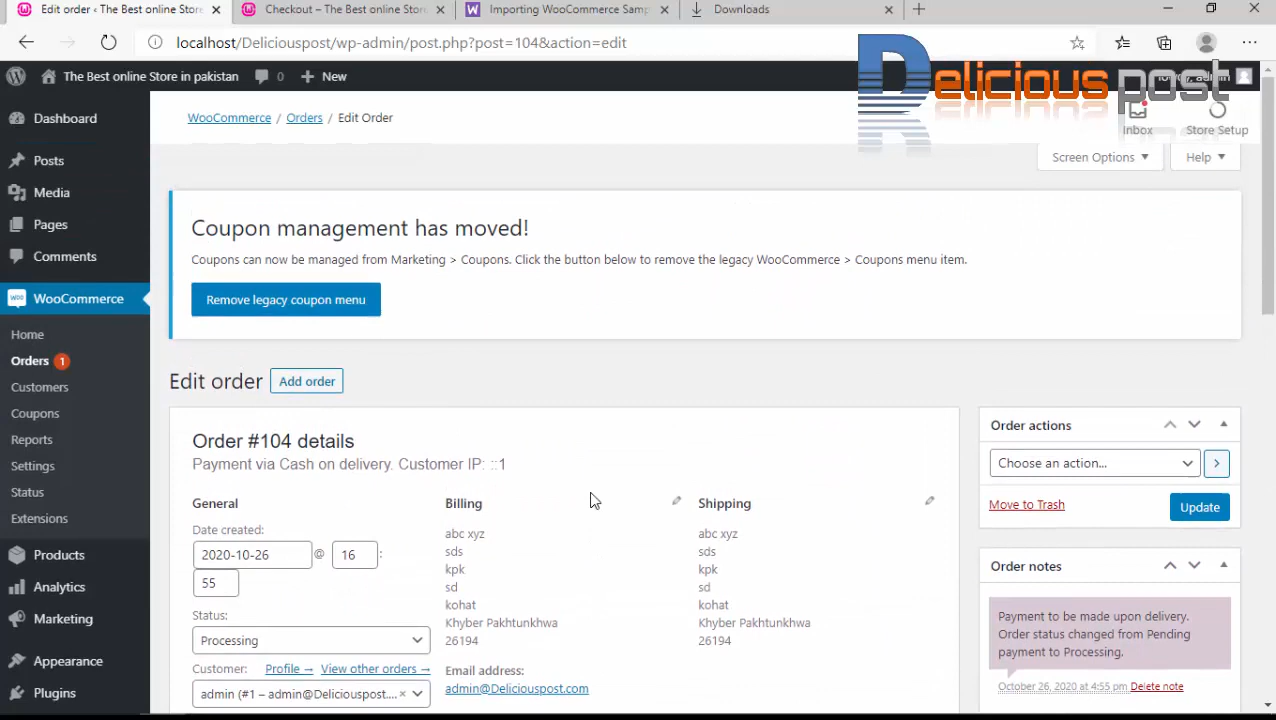 Edit order ‹ The Best online Store
Checkout – The Best online Store
Importing WooCommerce Samp
Downloads
localhost/Deliciouspost/wp-admin/post.php?post=104&action=edit
The Best online Store in pakistan
0
New
admin
Delicious post
Inbox
Store Setup
Dashboard
Posts
Media
Pages
Comments
WooCommerce
Home
Orders 1
Customers
Coupons
Reports
Settings
Status
Extensions
Products
Analytics
Marketing
Appearance
Plugins
WooCommerce / Orders / Edit Order
Screen Options
Help
Coupon management has moved!
Coupons can now be managed from Marketing > Coupons. Click the button below to remove the legacy WooCommerce > Coupons menu item.
Remove legacy coupon menu
Edit order
Add order
Order #104 details
Payment via Cash on delivery. Customer IP: ::1
General
Date created:
2020-10-26 @ 16 :
55
Status:
Processing
Customer: Profile → View other orders →
admin (#1 – admin@Deliciouspost.... ×
Billing
abc xyz
sds
kpk
sd
kohat
Khyber Pakhtunkhwa
26194
Email address:
admin@Deliciouspost.com
Shipping
abc xyz
sds
kpk
sd
kohat
Khyber Pakhtunkhwa
26194
Order actions
Choose an action...
Move to Trash
Update
Order notes
Payment to be made upon delivery.
Order status changed from Pending
payment to Processing.
October 26, 2020 at 4:55 pm Delete note